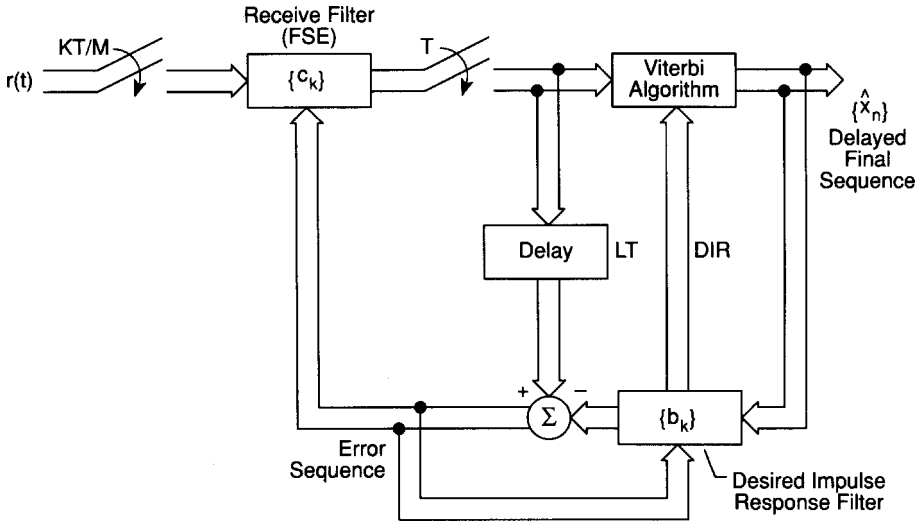 Receive Filter
(FSE)
KT/M
T
r(t)
{c_k}
Viterbi
Algorithm
{x̂_n}
Delayed
Final
Sequence
Delay
LT
DIR
+
−
Σ
{b_k}
Error
Sequence
Desired Impulse
Response Filter